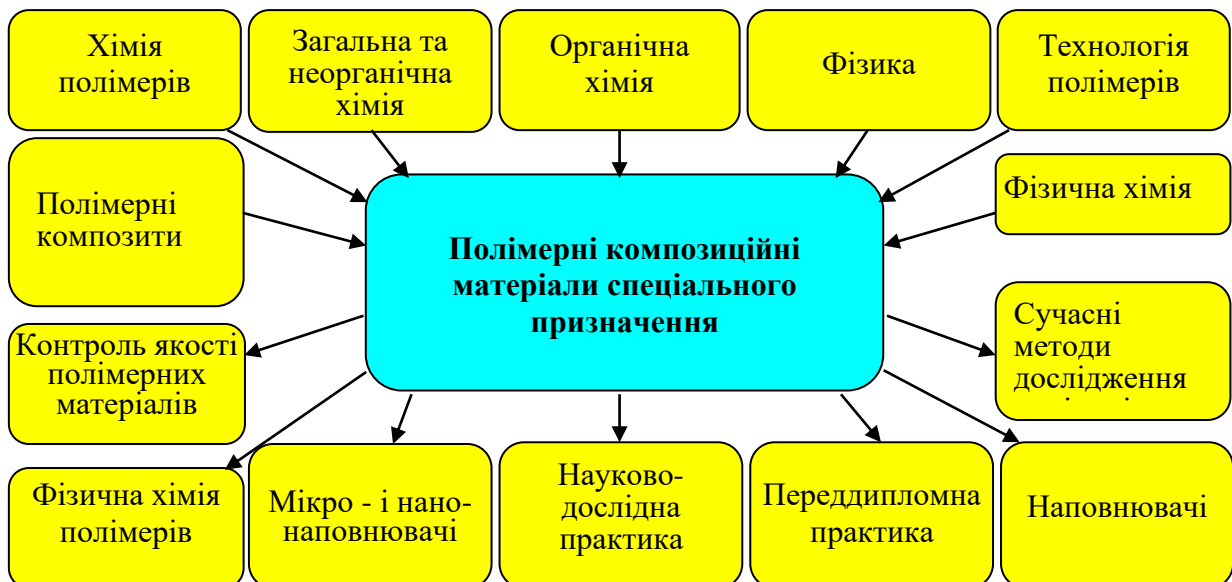 Хімія
полімерів
Загальна та
неорганічна
хімія
Органічна
хімія
Фізика
Технологія
полімерів
Полімерні
композити
Фізична хімія
Полімерні композиційні
матеріали спеціального
призначення
Контроль якості
полімерних
матеріалів
Сучасні
методи
дослідження
Фізична хімія
полімерів
Мікро - і нано-
наповнювачі
Науково-
дослідна
практика
Переддипломна
практика
Наповнювачі